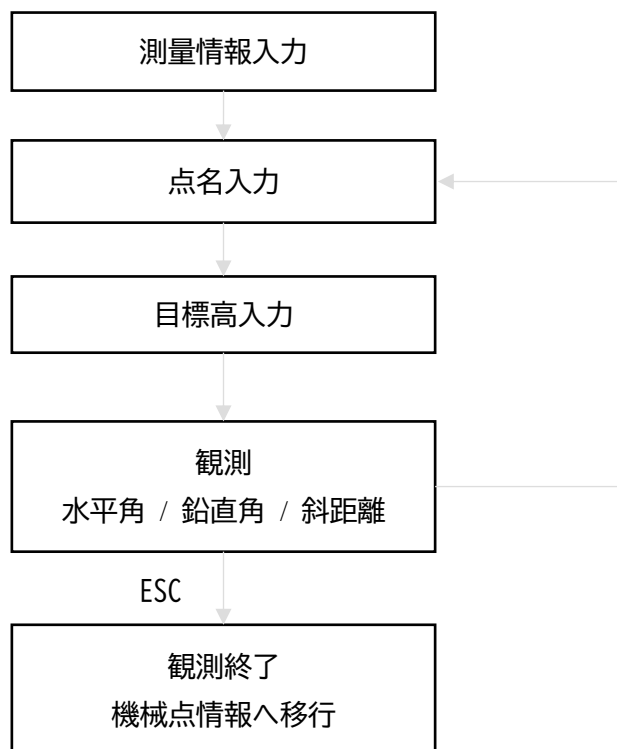 測量情報入力
点名入力
目標高入力
観測
水平角 / 鉛直角 / 斜距離
ESC
観測終了
機械点情報へ移行